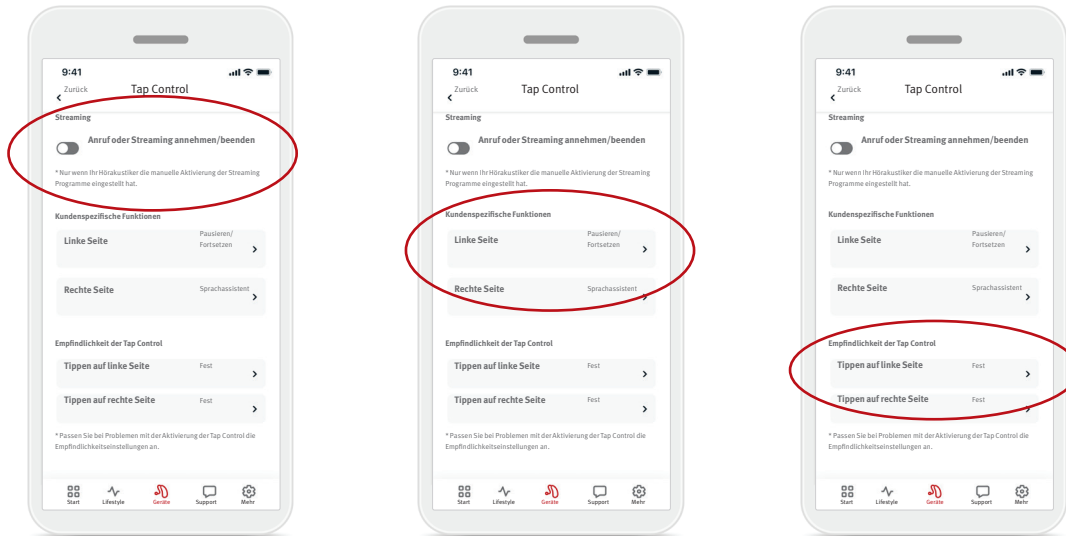 9:41
Zurück
Tap Control
Streaming
Anruf oder Streaming annehmen/beenden
* Nur wenn Ihr Hörakustiker die manuelle Aktivierung der Streaming
Programme eingestellt hat.
Kundenspezifische Funktionen
Linke Seite
Pausieren/
Fortsetzen
Rechte Seite
Sprachassistent
Empfindlichkeit der Tap Control
Tippen auf linke Seite
Fest
Tippen auf rechte Seite
Fest
* Passen Sie bei Problemen mit der Aktivierung der Tap Control die
Empfindlichkeitseinstellungen an.
Start
Lifestyle
Geräte
Support
Mehr
9:41
Zurück
Tap Control
Streaming
Anruf oder Streaming annehmen/beenden
* Nur wenn Ihr Hörakustiker die manuelle Aktivierung der Streaming
Programme eingestellt hat.
Kundenspezifische Funktionen
Linke Seite
Pausieren/
Fortsetzen
Rechte Seite
Sprachassistent
Empfindlichkeit der Tap Control
Tippen auf linke Seite
Fest
Tippen auf rechte Seite
Fest
* Passen Sie bei Problemen mit der Aktivierung der Tap Control die
Empfindlichkeitseinstellungen an.
Start
Lifestyle
Geräte
Support
Mehr
9:41
Zurück
Tap Control
Streaming
Anruf oder Streaming annehmen/beenden
* Nur wenn Ihr Hörakustiker die manuelle Aktivierung der Streaming
Programme eingestellt hat.
Kundenspezifische Funktionen
Linke Seite
Pausieren/
Fortsetzen
Rechte Seite
Sprachassistent
Empfindlichkeit der Tap Control
Tippen auf linke Seite
Fest
Tippen auf rechte Seite
Fest
* Passen Sie bei Problemen mit der Aktivierung der Tap Control die
Empfindlichkeitseinstellungen an.
Start
Lifestyle
Geräte
Support
Mehr